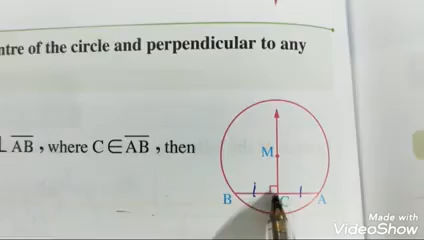 ntre of the circle and perpendicular to any
⊥ AB , where C ∈ AB , then
M
B
C
A
Made with
VideoShow